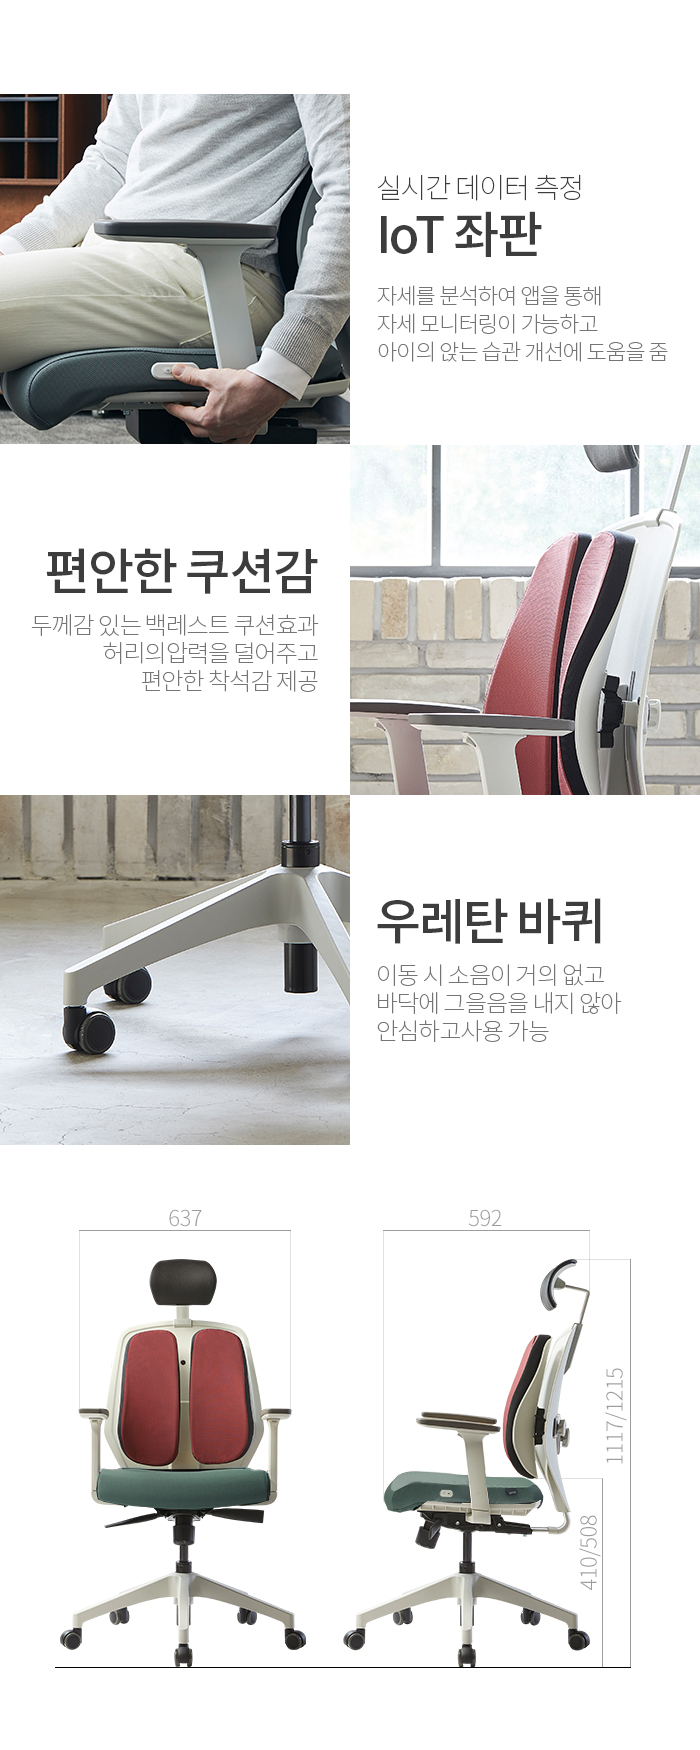 실시간 데이터 측정
IoT 좌판
자세를 분석하여 앱을 통해
자세 모니터링이 가능하고
아이의 앉는 습관 개선에 도움을 줌
편안한 쿠션감
두께감 있는 백레스트 쿠션효과
허리의압력을 덜어주고
편안한 착석감 제공
우레탄 바퀴
이동 시 소음이 거의 없고
바닥에 그을음을 내지 않아
안심하고사용 가능
637
592
1117/1215
410/508